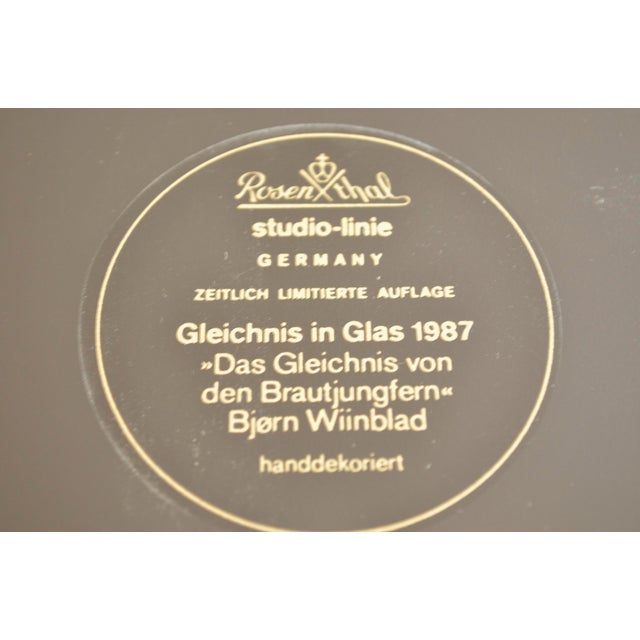 Rosenthal
studio-linie
GERMANY
ZEITLICH LIMITIERTE AUFLAGE
Gleichnis in Glas 1987
»Das Gleichnis von
den Brautjungfern«
Bjørn Wiinblad
handdekoriert